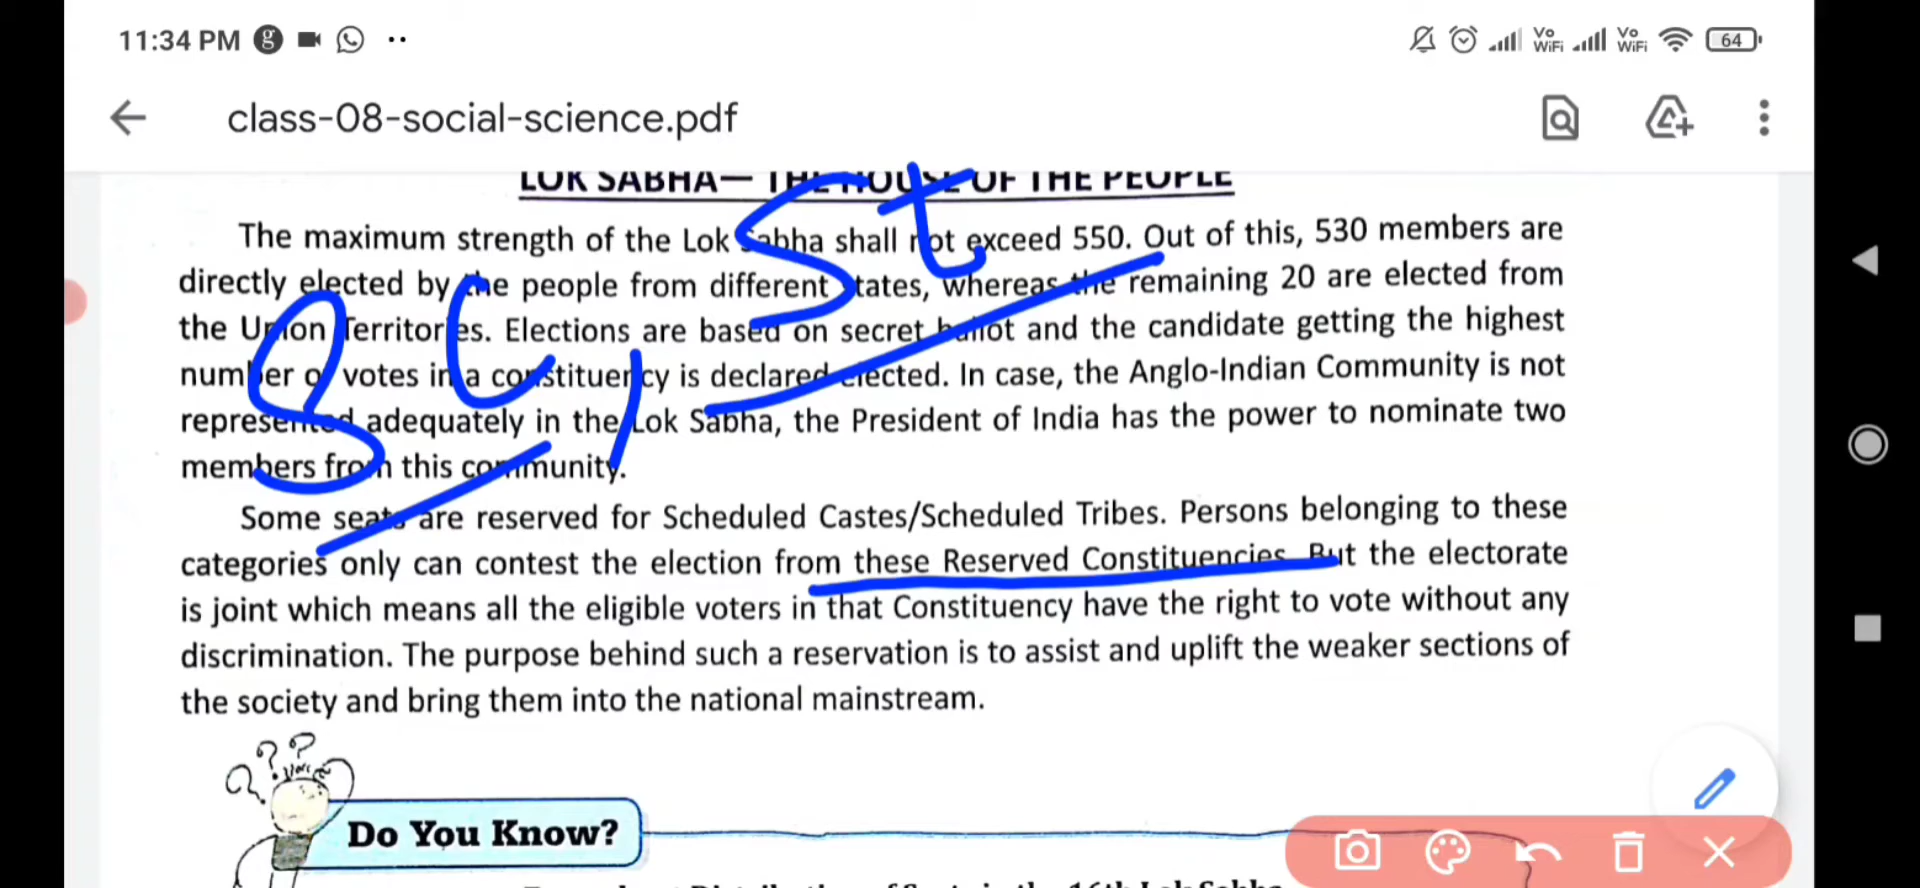 11:34 PM g ••
Vo WiFi Vo WiFi 64
class-08-social-science.pdf
LOK SABHA— THE HOUSE OF THE PEOPLE
The maximum strength of the Lok Sabha shall not exceed 550. Out of this, 530 members are
directly elected by the people from different states, whereas the remaining 20 are elected from
the Union Territories. Elections are based on secret ballot and the candidate getting the highest
number of votes in a constituency is declared elected. In case, the Anglo-Indian Community is not
represented adequately in the Lok Sabha, the President of India has the power to nominate two
members from this community.
SC, St
Some seats are reserved for Scheduled Castes/Scheduled Tribes. Persons belonging to these
categories only can contest the election from these Reserved Constituencies. But the electorate
is joint which means all the eligible voters in that Constituency have the right to vote without any
discrimination. The purpose behind such a reservation is to assist and uplift the weaker sections of
the society and bring them into the national mainstream.
? ? ?
Do You Know?
16th Lok Sabha